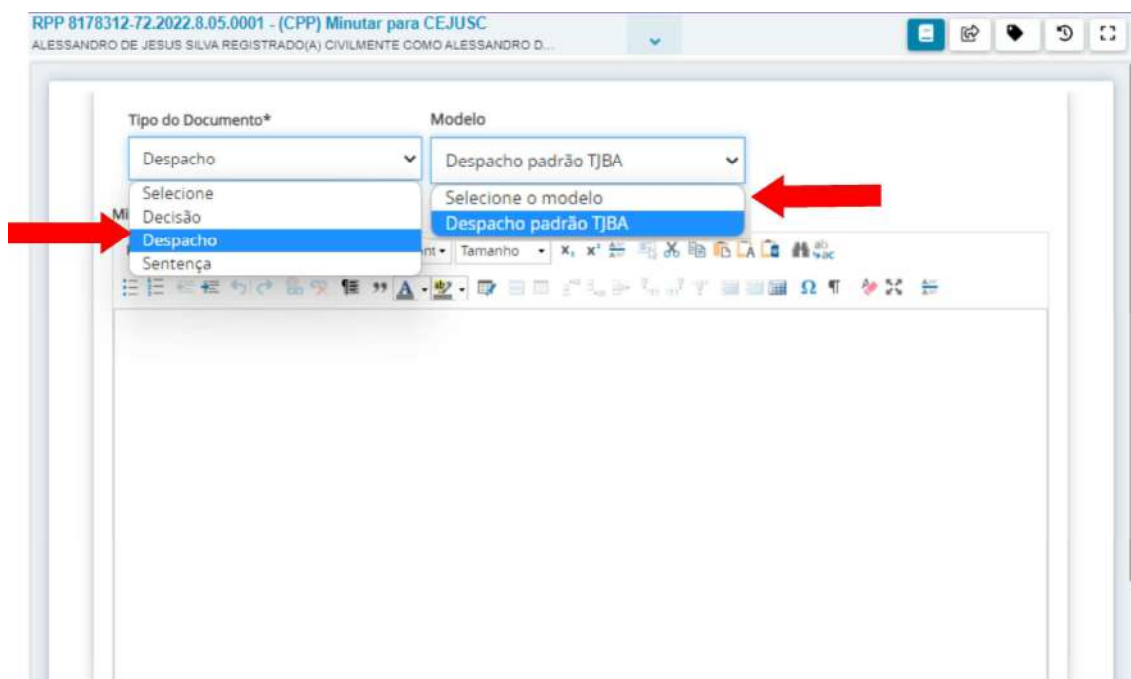 RPP 8178312-72.2022.8.05.0001 - (CPP) Minutar para CEJUSC
ALESSANDRO DE JESUS SILVA REGISTRADO(A) CIVILMENTE COMO ALESSANDRO D...
Tipo do Documento* Modelo
Despacho Despacho padrão TJBA
Selecione Selecione o modelo
Decisão
Despacho Despacho padrão TJBA
Sentença
Tamanho